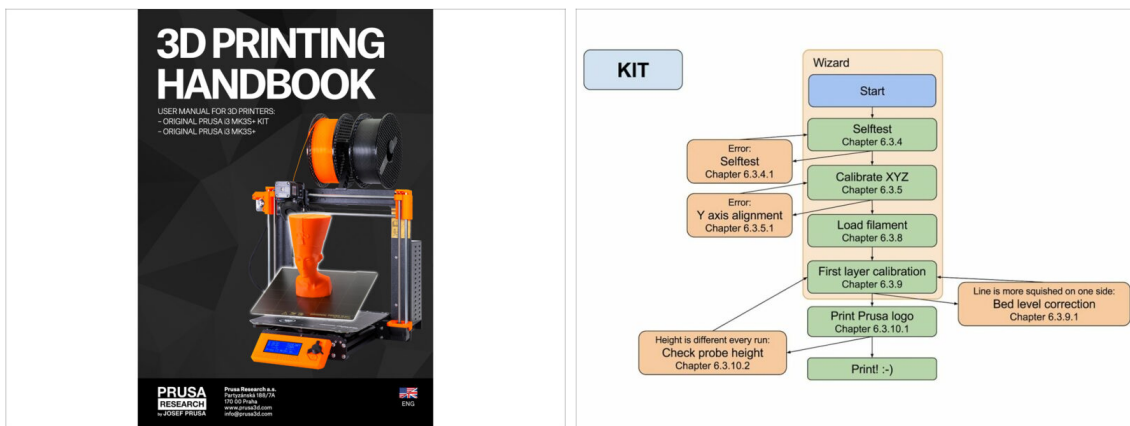 3D PRINTING
HANDBOOK
USER MANUAL FOR 3D PRINTERS:
– ORIGINAL PRUSA i3 MK3S+ KIT
– ORIGINAL PRUSA i3 MK3S+
PRUSA
RESEARCH
by JOSEF PRUSA
Prusa Research a.s.
Partyzánská 188/7A
170 00 Praha
www.prusa3d.com
info@prusa3d.com
ENG
KIT
Wizard
Start
Selftest
Chapter 6.3.4
Error:
Selftest
Chapter 6.3.4.1
Calibrate XYZ
Chapter 6.3.5
Error:
Y axis alignment
Chapter 6.3.5.1
Load filament
Chapter 6.3.8
First layer calibration
Chapter 6.3.9
Line is more squished on one side:
Bed level correction
Chapter 6.3.9.1
Print Prusa logo
Chapter 6.3.10.1
Height is different every run:
Check probe height
Chapter 6.3.10.2
Print! :-)